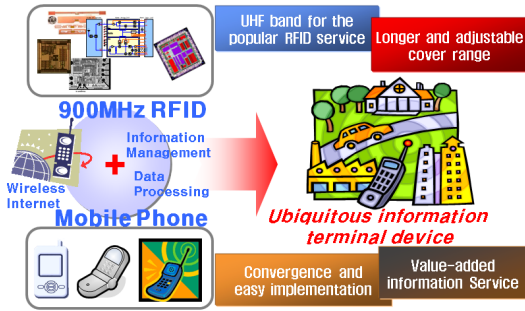 UHF band for the
popular RFID service
Longer and adjustable
cover range
900MHz RFID
Information
Management
Data
Processing
Wireless
Internet
Mobile Phone
Ubiquitous information
terminal device
Convergence and
easy implementation
Value-added
information Service